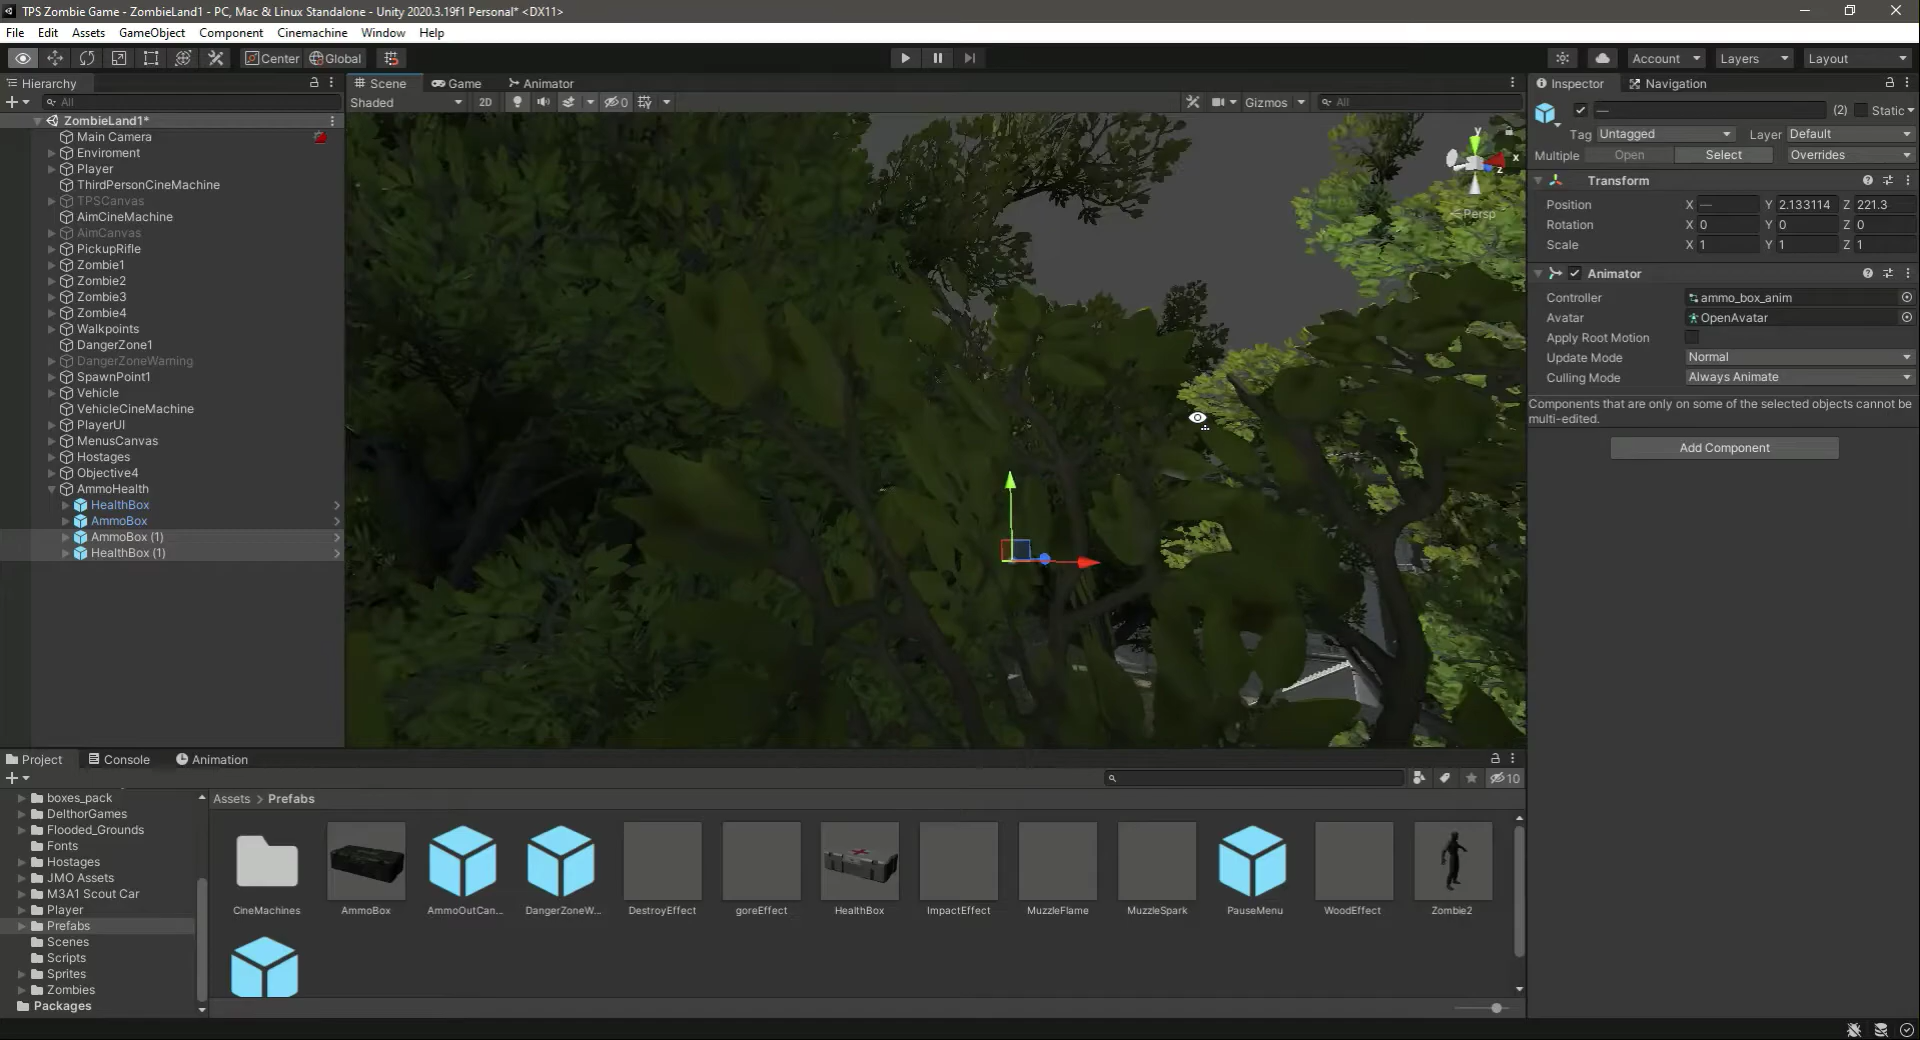 TPS Zombie Game - ZombieLand1 - PC, Mac & Linux Standalone - Unity 2020.3.19f1 Personal* <DX11>
File Edit Assets GameObject Component Cinemachine Window Help
Center Global Account Layers Layout
Hierarchy
All
ZombieLand1*
Main Camera
Enviroment
Player
ThirdPersonCineMachine
TPSCanvas
AimCineMachine
AimCanvas
PickupRifle
Zombie1
Zombie2
Zombie3
Zombie4
Walkpoints
DangerZone1
DangerZoneWarning
SpawnPoint1
Vehicle
VehicleCineMachine
PlayerUI
MenusCanvas
Hostages
Objective4
AmmoHealth
HealthBox
AmmoBox
AmmoBox (1)
HealthBox (1)
Scene Game Animator
Shaded 2D 0 Gizmos All
y
x
z
Persp
Inspector Navigation
— (2) Static
Tag Untagged Layer Default
Multiple Open Select Overrides
Transform
Position X — Y 2.133114 Z 221.3
Rotation X 0 Y 0 Z 0
Scale X 1 Y 1 Z 1
Animator
Controller ammo_box_anim
Avatar OpenAvatar
Apply Root Motion
Update Mode Normal
Culling Mode Always Animate
Components that are only on some of the selected objects cannot be
multi-edited.
Add Component
Project Console Animation
10
boxes_pack
DelthorGames
Flooded_Grounds
Fonts
Hostages
JMO Assets
M3A1 Scout Car
Player
Prefabs
Scenes
Scripts
Sprites
Zombies
Packages
Assets > Prefabs
CineMachines AmmoBox AmmoOutCan... DangerZoneW... DestroyEffect goreEffect HealthBox ImpactEffect MuzzleFlame MuzzleSpark PauseMenu WoodEffect Zombie2